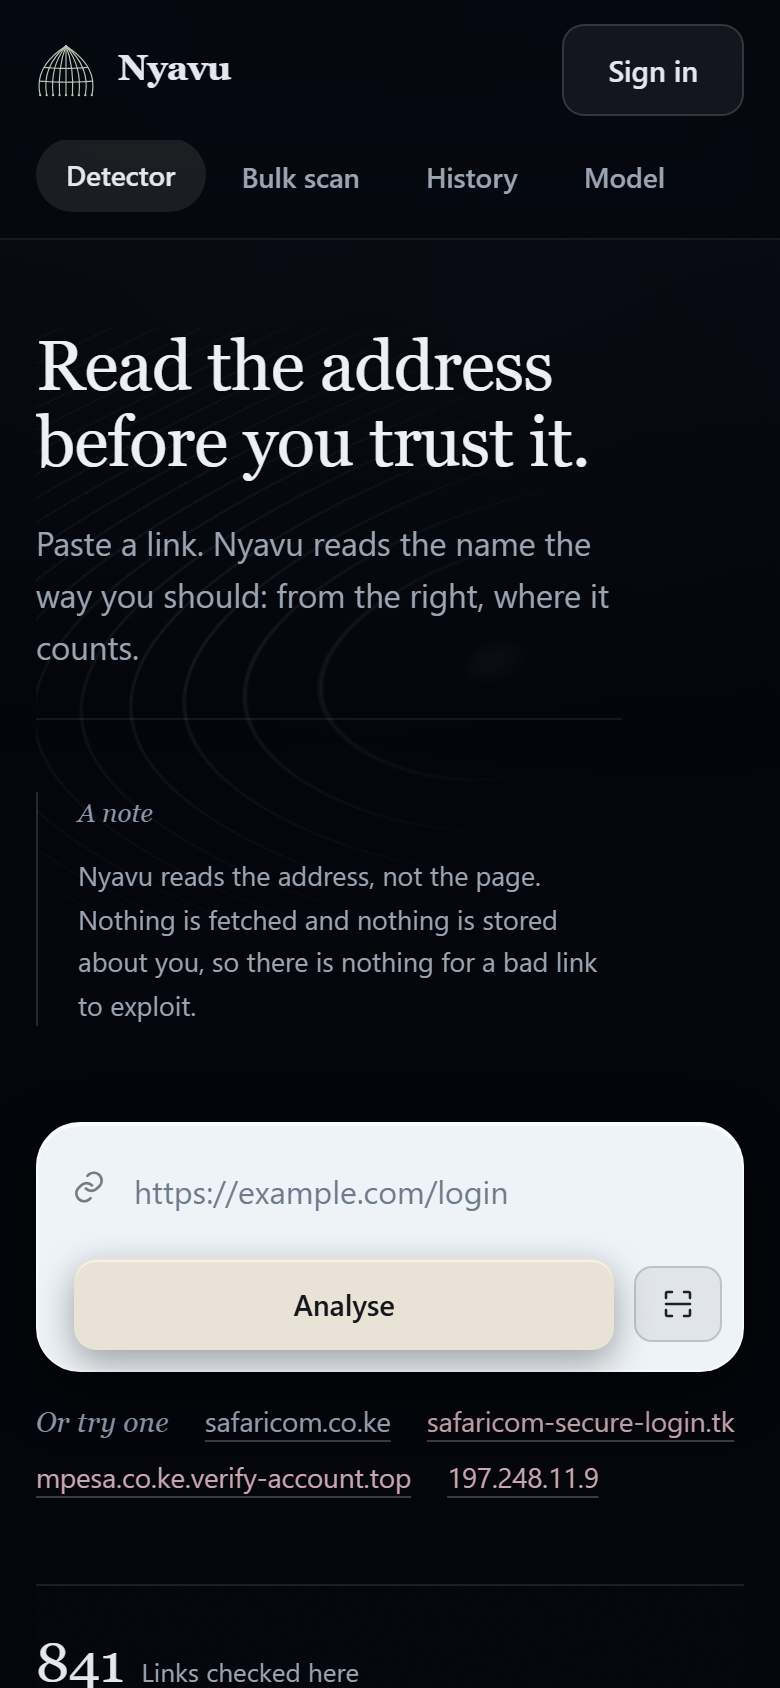 Nyavu
Sign in
Detector Bulk scan History Model
Read the address
before you trust it.
Paste a link. Nyavu reads the name the
way you should: from the right, where it
counts.
A note
Nyavu reads the address, not the page.
Nothing is fetched and nothing is stored
about you, so there is nothing for a bad link
to exploit.
https://example.com/login
Analyse
Or try one safaricom.co.ke safaricom-secure-login.tk
mpesa.co.ke.verify-account.top 197.248.11.9
841 Links checked here